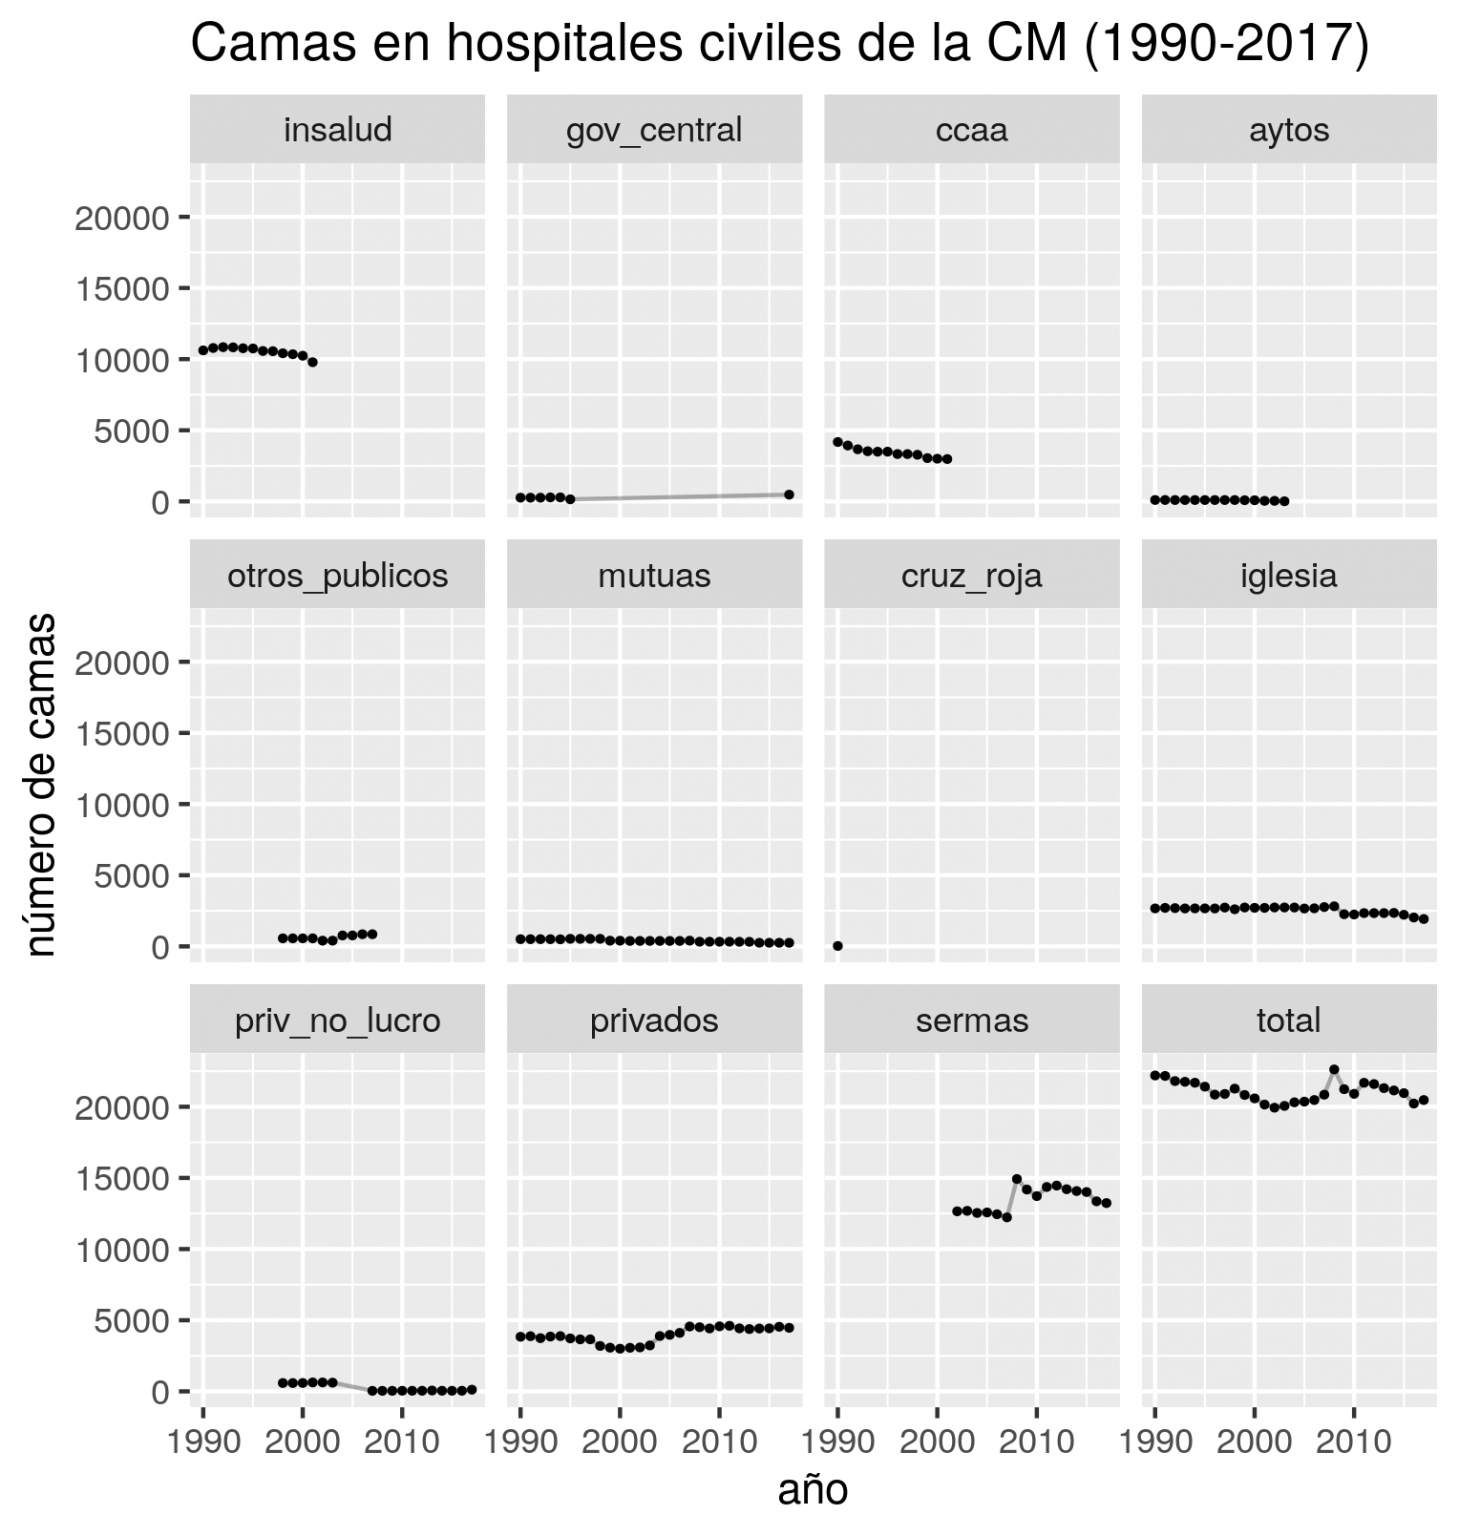 Camas en hospitales civiles de la CM (1990-2017)
insalud gov_central ccaa aytos
20000
15000
10000
5000
0
otros_publicos mutuas cruz_roja iglesia
20000
15000
10000
5000
0
priv_no_lucro privados sermas total
20000
15000
10000
5000
0
1990 2000 2010 1990 2000 2010 1990 2000 2010 1990 2000 2010
año
número de camas